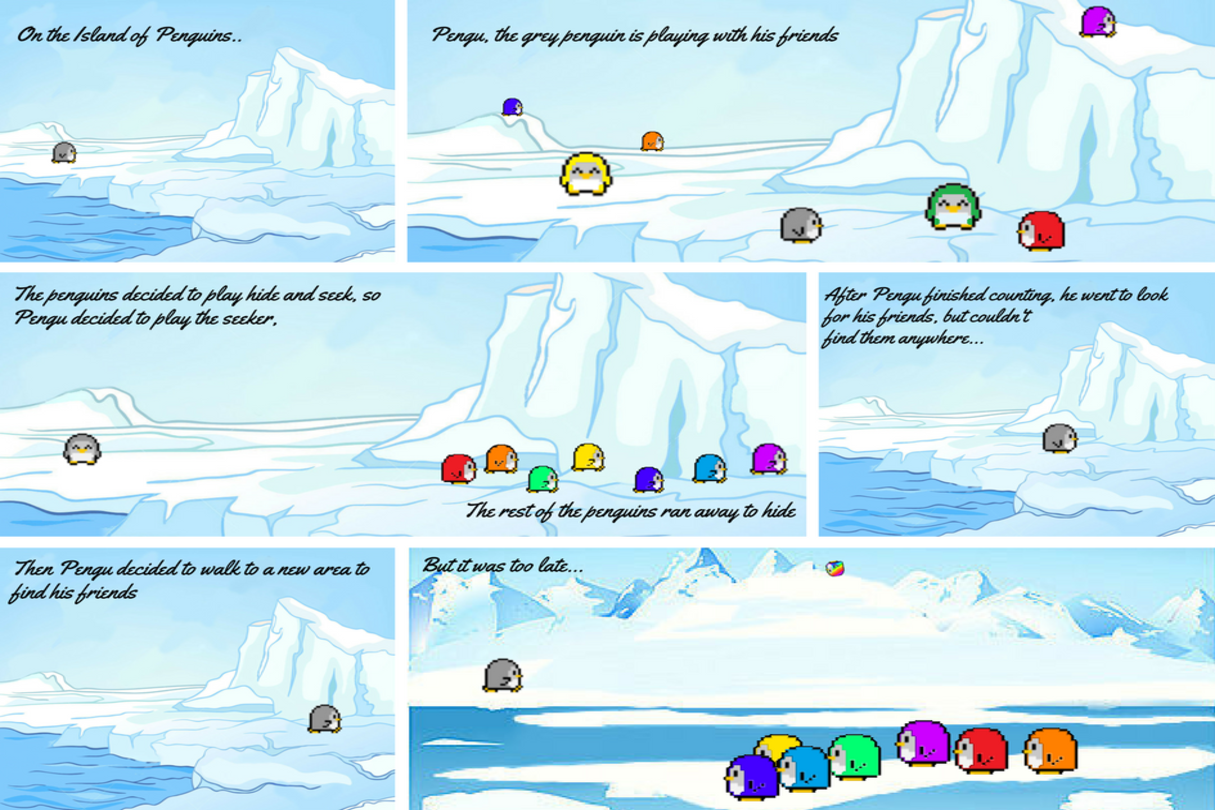 On the Island of Penguins..
Pengu, the grey penguin is playing with his friends
The penguins decided to play hide and seek, so
Pengu decided to play the seeker,
The rest of the penguins ran away to hide
After Pengu finished counting, he went to look
for his friends, but couldn't
find them anywhere...
Then Pengu decided to walk to a new area to
find his friends
But it was too late...